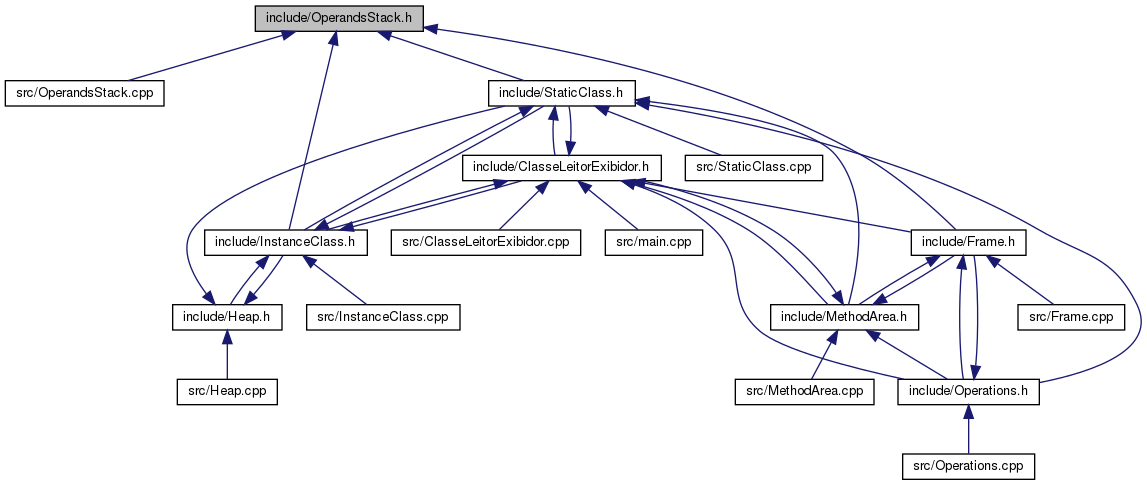 include/OperandsStack.h
src/OperandsStack.cpp
include/StaticClass.h
include/ClasseLeitorExibidor.h
src/StaticClass.cpp
include/InstanceClass.h
src/ClasseLeitorExibidor.cpp
src/main.cpp
include/Frame.h
include/Heap.h
src/InstanceClass.cpp
include/MethodArea.h
src/Frame.cpp
src/Heap.cpp
src/MethodArea.cpp
include/Operations.h
src/Operations.cpp